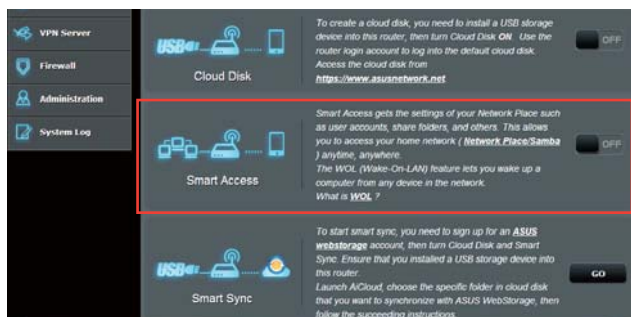 VPN Server
Firewall
Administration
System Log
USB
Cloud Disk
To create a cloud disk, you need to install a USB storage
device into this router, then turn Cloud Disk ON. Use the
router login account to log into the default cloud disk.
Access the cloud disk from
https://www.asusnetwork.net
OFF
Smart Access
Smart Access gets the settings of your Network Place such
as user accounts, share folders, and others. This allows
you to access your home network ( Network Place/Samba
) anytime, anywhere.
The WOL (Wake-On-LAN) feature lets you wake up a
computer from any device in the network.
What is WOL ?
OFF
USB
Smart Sync
To start smart sync, you need to sign up for an ASUS
webstorage account, then turn Cloud Disk and Smart
Sync. Ensure that you installed a USB storage device into
this router.
Launch AiCloud, choose the specific folder in cloud disk
that you want to synchronize with ASUS WebStorage, then
follow the succeeding instructions.
GO